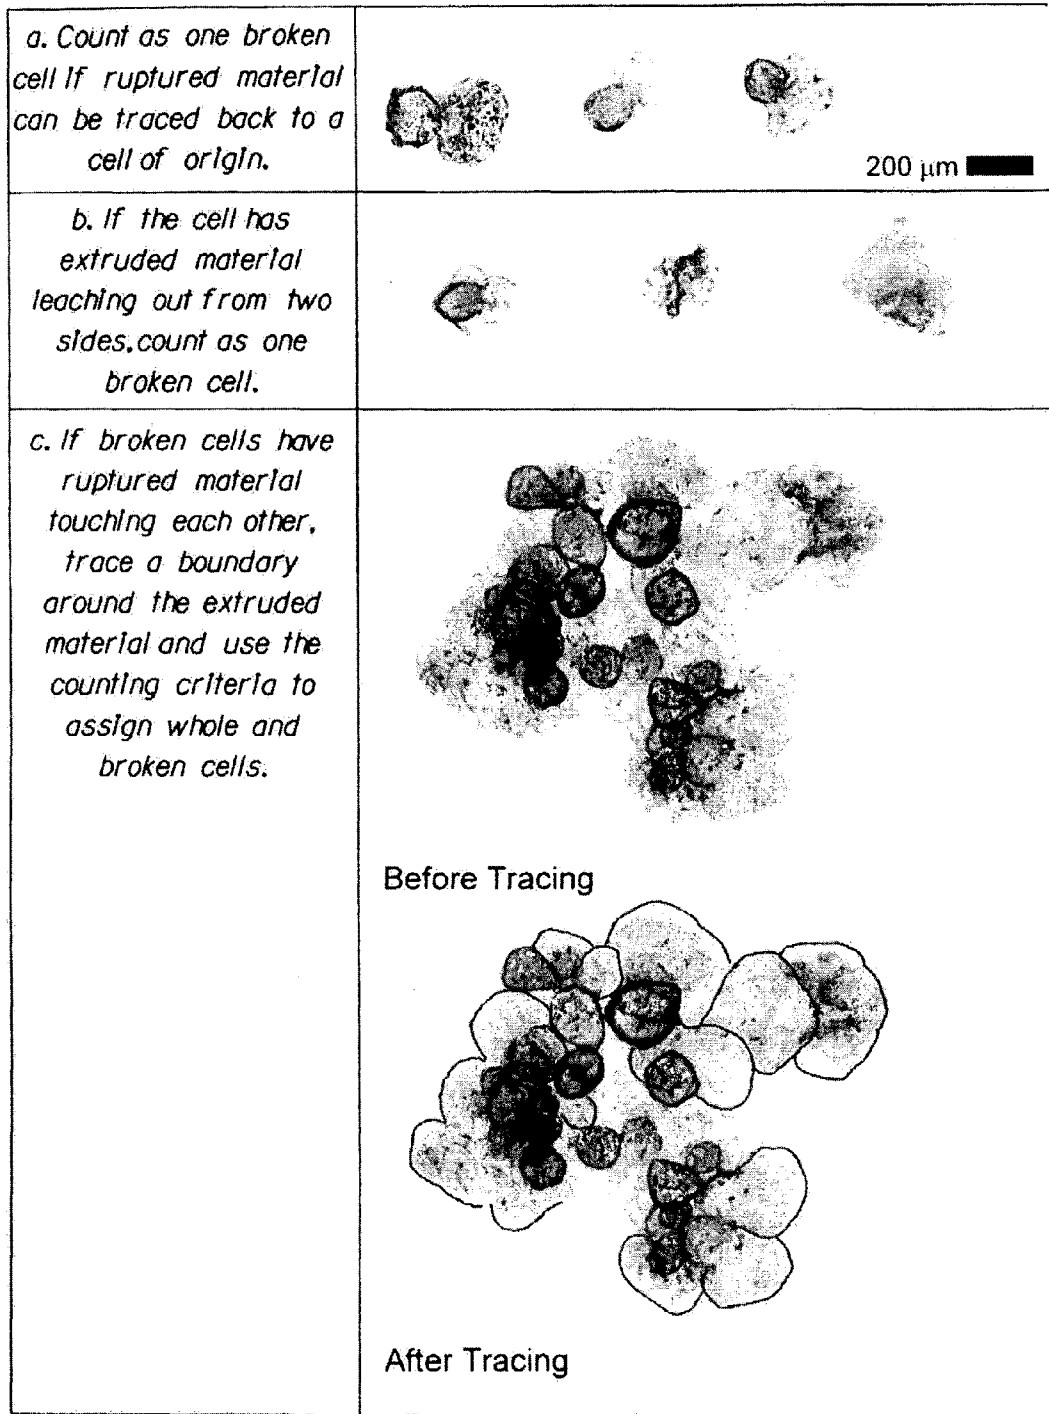 a. Count as one broken
cell if ruptured material
can be traced back to a
cell of origin.
200 μm
b. If the cell has
extruded material
leaching out from two
sides, count as one
broken cell.
c. If broken cells have
ruptured material
touching each other,
trace a boundary
around the extruded
material and use the
counting criteria to
assign whole and
broken cells.
Before Tracing
After Tracing